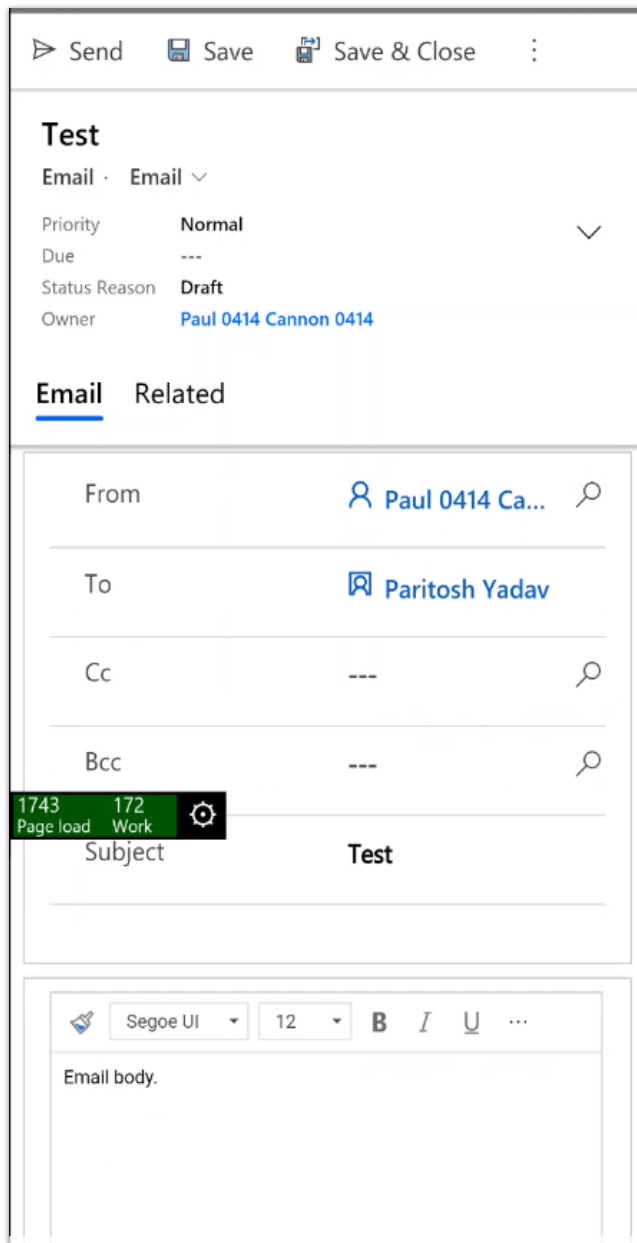 Send Save Save & Close
Test
Email · Email
Priority Normal
Due ---
Status Reason Draft
Owner Paul 0414 Cannon 0414
Email Related
From Paul 0414 Ca...
To Paritosh Yadav
Cc ---
Bcc ---
1743 172
Page load Work
Subject Test
Segoe UI 12 B I U ...
Email body.